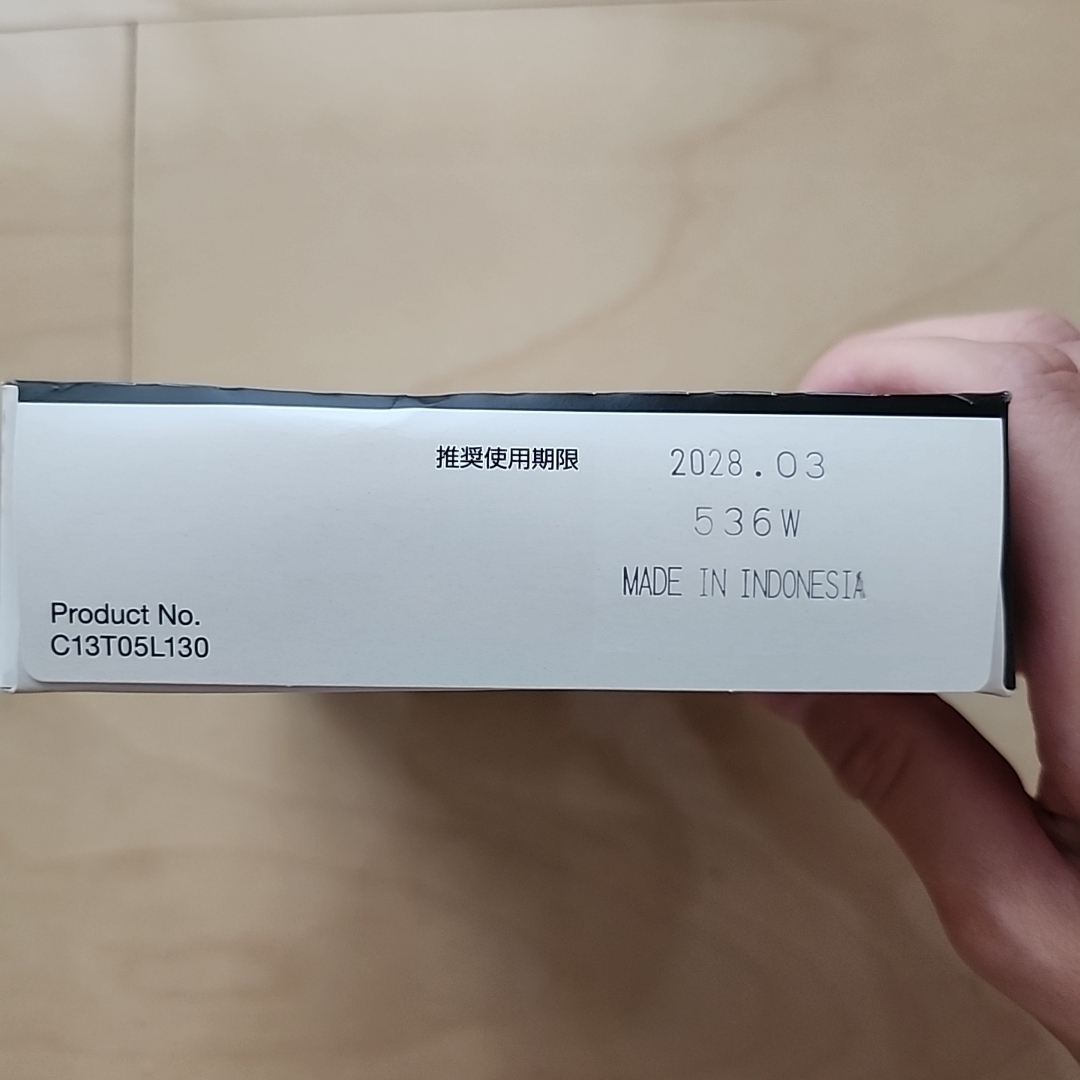 推奨使用期限
2028.03
536W
MADE IN INDONESIA
Product No.
C13T05L130